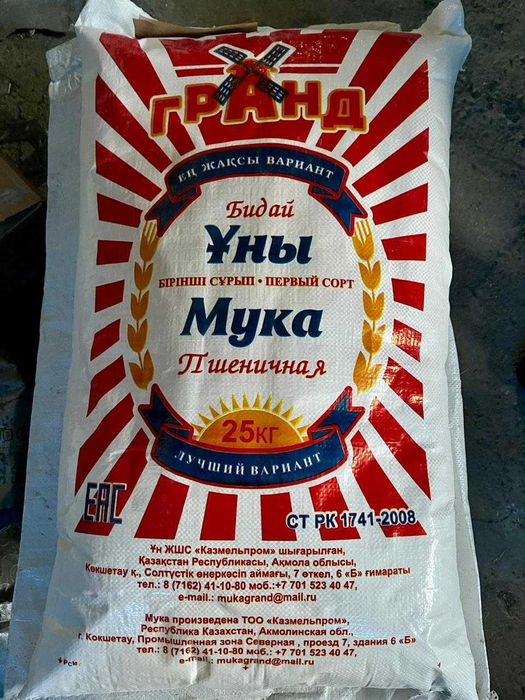 ГРАНД
ЕҢ ЖАҚСЫ ВАРИАНТ
Бидай
Ұны
БІРІНШІ СҰРЫП • ПЕРВЫЙ СОРТ
Мука
Пшеничная
25КГ
ЛУЧШИЙ ВАРИАНТ
ЕАС
СТ РК 1741-2008
Ұн ЖШС «Казмельпром» шығарылған,
Қазақстан Республикасы, Ақмола облысы,
Көкшетау қ., Солтүстік өнеркәсіп аймағы, 7 өткел, 6 «Б» ғимараты
тел.: 8 (7162) 41-10-80 моб.:+7 701 523 40 47,
e-mail.: mukagrand@mail.ru
Мука произведена ТОО «Казмельпром»,
Республика Казахстан, Акмолинская обл.,
г. Кокшетау, Промышленная зона Северная , проезд 7, здания 6 «Б»
тел.: 8 (7162) 41-10-80 моб.: +7 701 523 40 47,
e-mail.: mukagrand@mail.ru